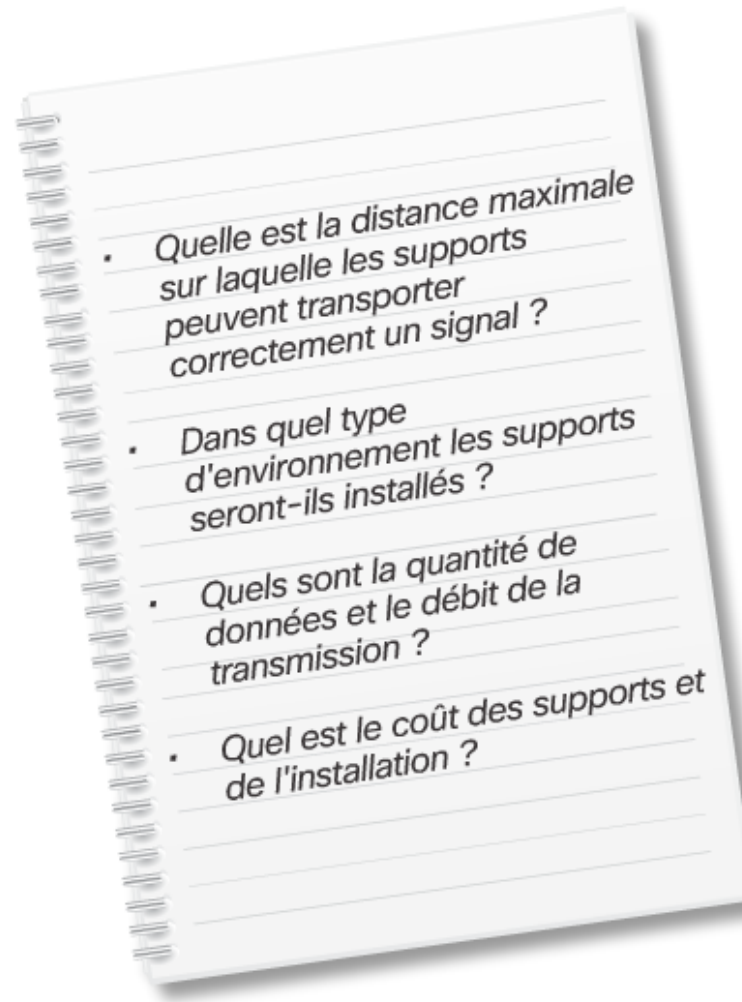 · Quelle est la distance maximale
sur laquelle les supports
peuvent transporter
correctement un signal ?
· Dans quel type
d'environnement les supports
seront-ils installés ?
· Quels sont la quantité de
données et le débit de la
transmission ?
· Quel est le coût des supports et
de l'installation ?